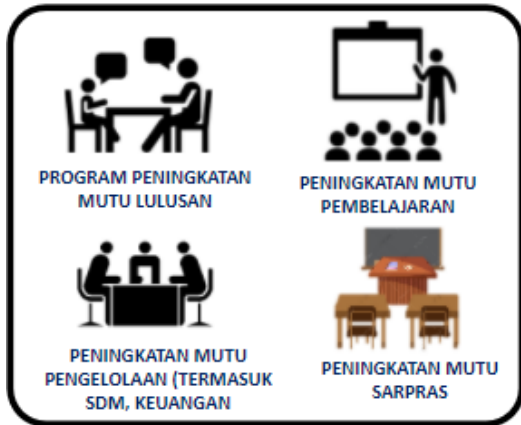 PROGRAM PENINGKATAN
MUTU LULUSAN
PENINGKATAN MUTU
PEMBELAJARAN
PENINGKATAN MUTU
PENGELOLAAN (TERMASUK
SDM, KEUANGAN
PENINGKATAN MUTU
SARPRAS